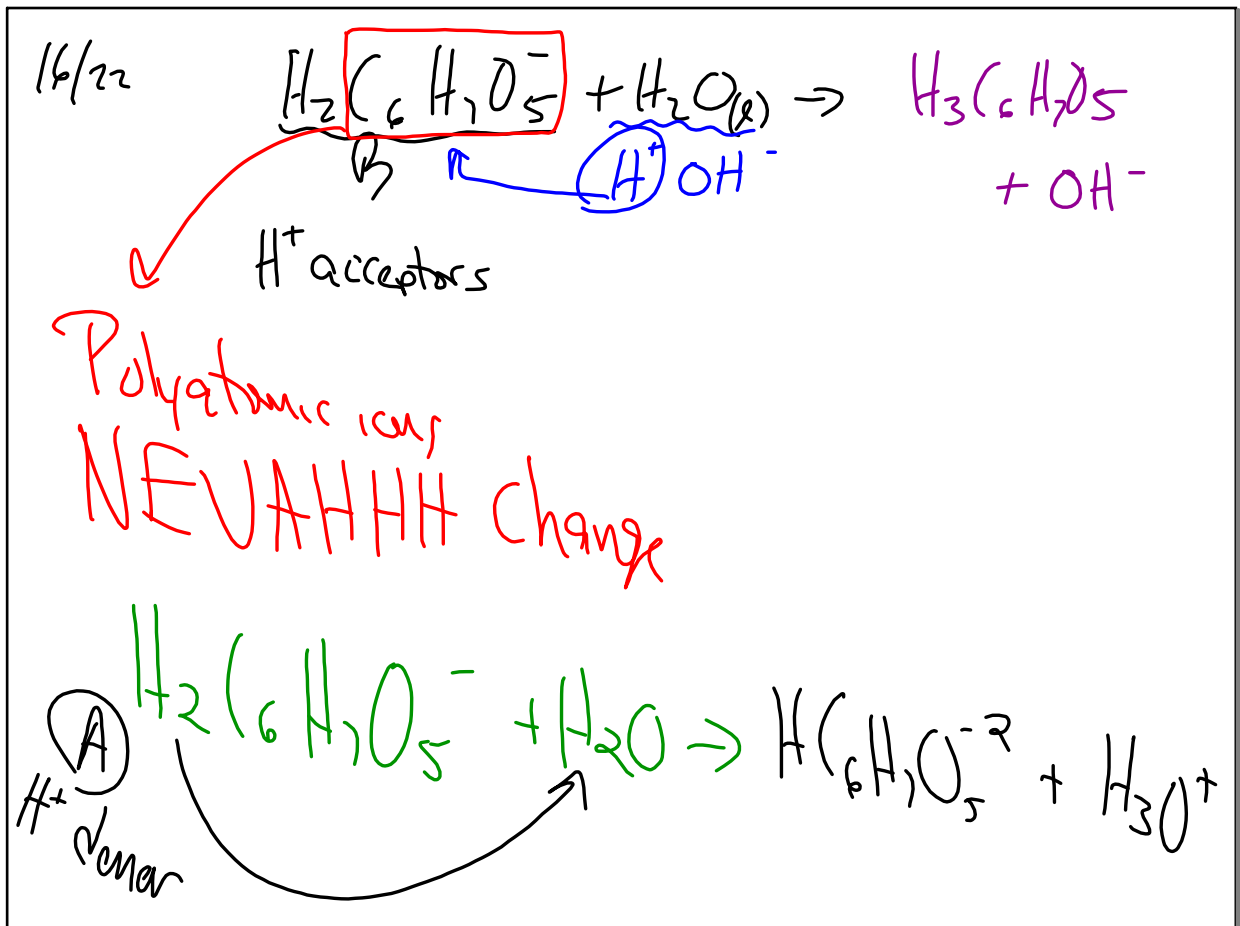 16/22 H₂C₆H₇O₅⁻ + H₂O(l) → H₃C₆H₇O₅
B H⁺ OH⁻ + OH⁻
H⁺ acceptors
Polyatomic ions
NEVAHHH Change
H₂C₆H₇O₅⁻ + H₂O → HC₆H₇O₅⁻² + H₃O⁺
A
H⁺ donor